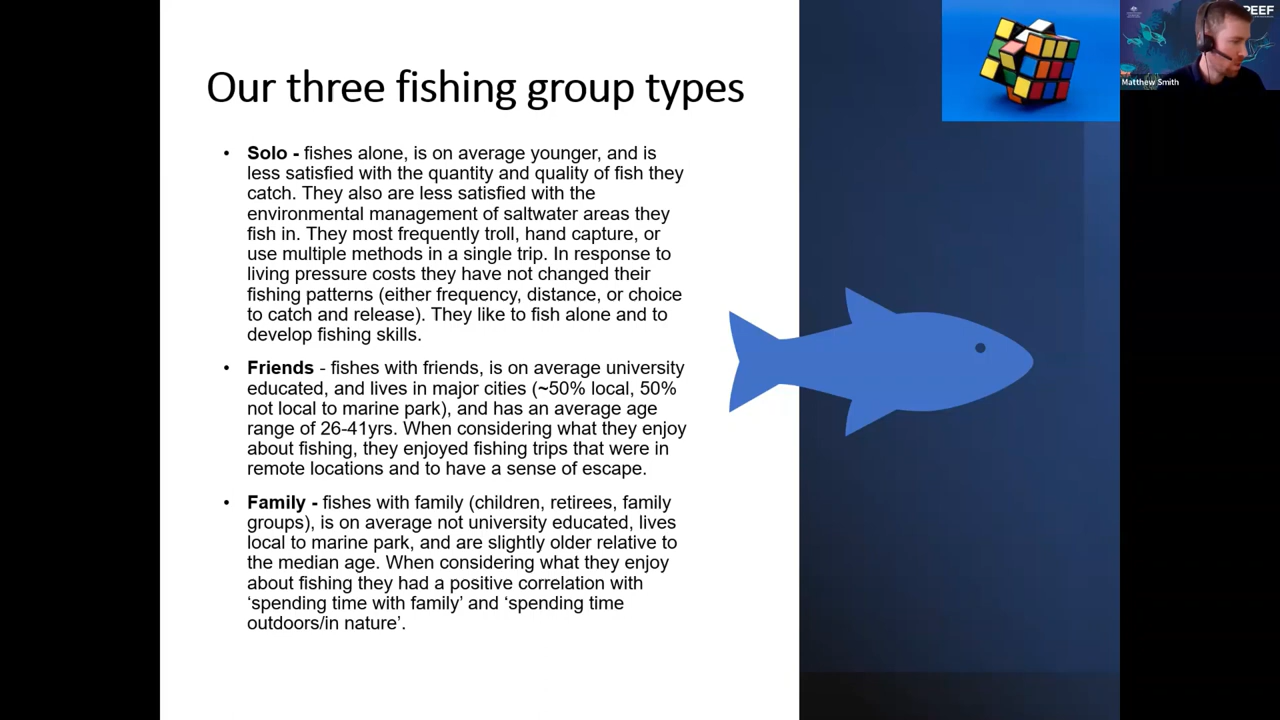 Our three fishing group types
• Solo - fishes alone, is on average younger, and is
less satisfied with the quantity and quality of fish they
catch. They also are less satisfied with the
environmental management of saltwater areas they
fish in. They most frequently troll, hand capture, or
use multiple methods in a single trip. In response to
living pressure costs they have not changed their
fishing patterns (either frequency, distance, or choice
to catch and release). They like to fish alone and to
develop fishing skills.
• Friends - fishes with friends, is on average university
educated, and lives in major cities (~50% local, 50%
not local to marine park), and has an average age
range of 26-41yrs. When considering what they enjoy
about fishing, they enjoyed fishing trips that were in
remote locations and to have a sense of escape.
• Family - fishes with family (children, retirees, family
groups), is on average not university educated, lives
local to marine park, and are slightly older relative to
the median age. When considering what they enjoy
about fishing they had a positive correlation with
‘spending time with family’ and ‘spending time
outdoors/in nature’.
Matthew Smith